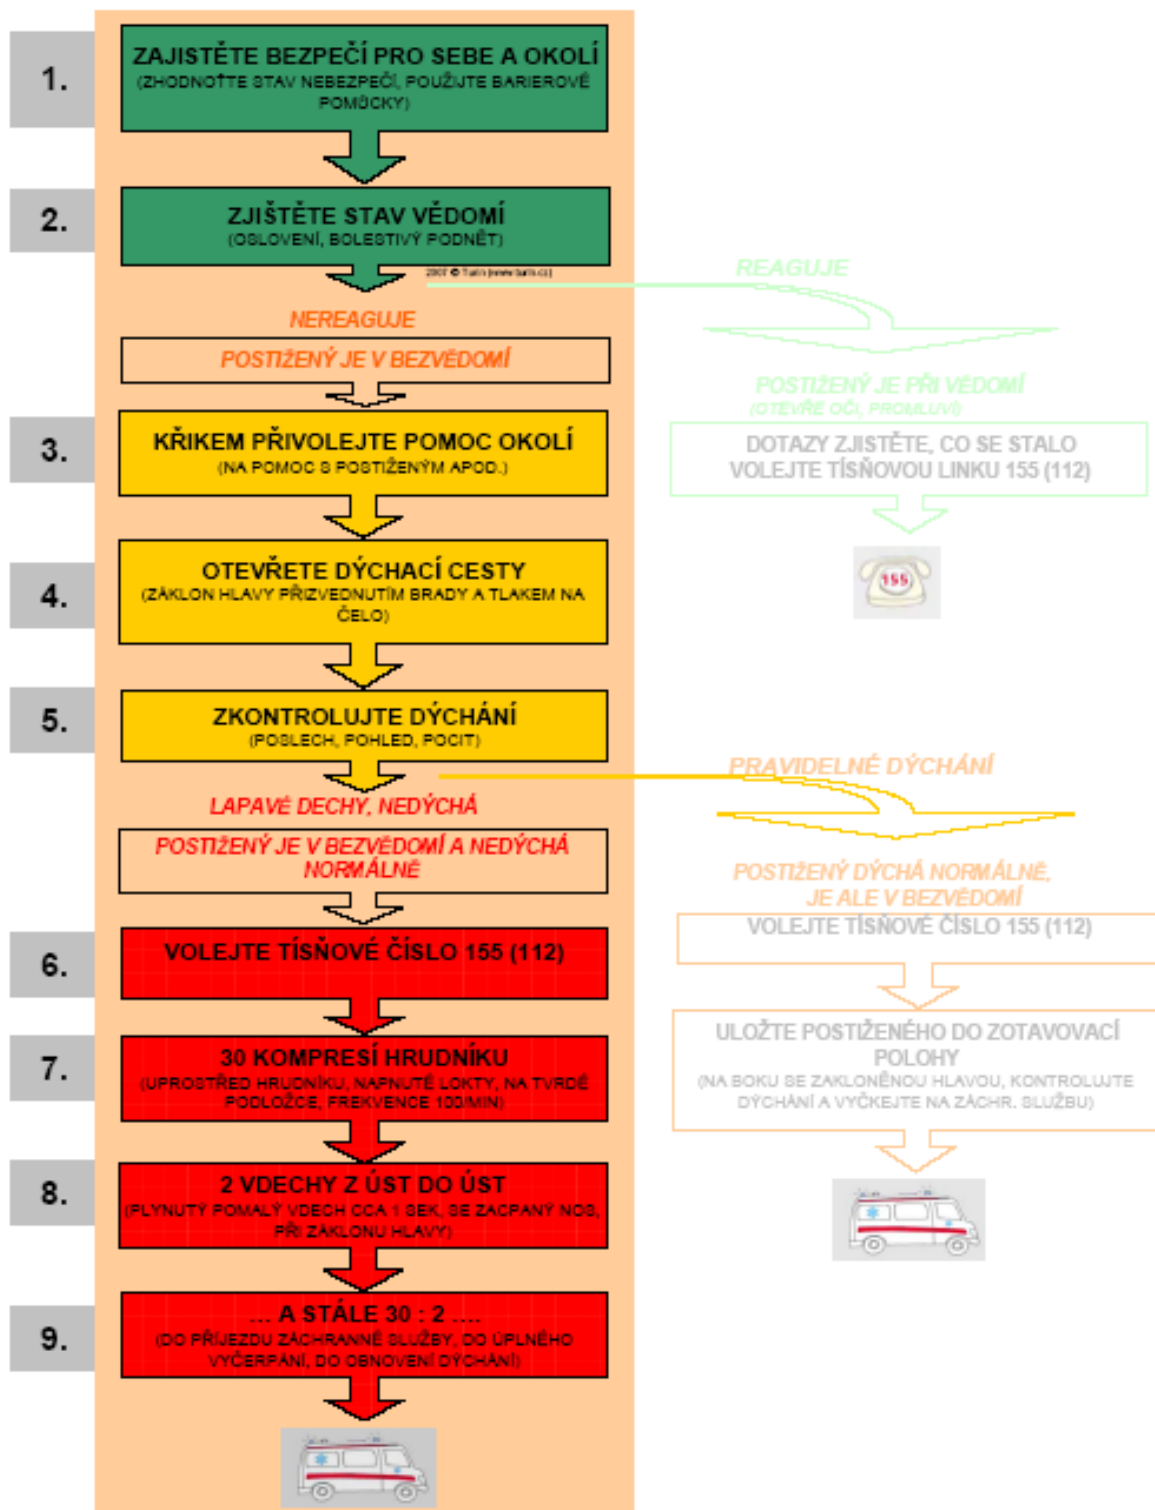 1.
ZAJISTĚTE BEZPEČÍ PRO SEBE A OKOLÍ
(ZHODNOŤTE STAV NEBEZPEČÍ, POUŽIJTE BARIEROVÉ
POMŮCKY)
2.
ZJIŠTĚTE STAV VĚDOMÍ
(OSLOVENÍ, BOLESTIVÝ PODNĚT)
2007 © Turin (www.turin.cz)
REAGUJE
NEREAGUJE
POSTIŽENÝ JE V BEZVĚDOMÍ
POSTIŽENÝ JE PŘI VĚDOMÍ
(OTEVŘE OČI, PROMLUVÍ)
3.
KŘIKEM PŘIVOLEJTE POMOC OKOLÍ
(NA POMOC S POSTIŽENÝM APOD.)
DOTAZY ZJISTĚTE, CO SE STALO
VOLEJTE TÍSŇOVOU LINKU 155 (112)
155
4.
OTEVŘETE DÝCHACÍ CESTY
(ZÁKLON HLAVY PŘIZVEDNUTÍM BRADY A TLAKEM NA
ČELO)
5.
ZKONTROLUJTE DÝCHÁNÍ
(POSLECH, POHLED, POCIT)
PRAVIDELNÉ DÝCHÁNÍ
LAPAVÉ DECHY, NEDÝCHÁ
POSTIŽENÝ JE V BEZVĚDOMÍ A NEDÝCHÁ
NORMÁLNĚ
POSTIŽENÝ DÝCHÁ NORMÁLNĚ,
JE ALE V BEZVĚDOMÍ
6.
VOLEJTE TÍSŇOVÉ ČÍSLO 155 (112)
VOLEJTE TÍSŇOVÉ ČÍSLO 155 (112)
7.
30 KOMPRESÍ HRUDNÍKU
(UPROSTŘED HRUDNÍKU, NAPNUTÉ LOKTY, NA TVRDÉ
PODLOŽCE, FREKVENCE 100/MIN)
ULOŽTE POSTIŽENÉHO DO ZOTAVOVACÍ
POLOHY
(NA BOKU SE ZAKLONĚNOU HLAVOU, KONTROLUJTE
DÝCHÁNÍ A VYČKEJTE NA ZÁCHR. SLUŽBU)
8.
2 VDECHY Z ÚST DO ÚST
(PLYNUTÝ POMALÝ VDECH CCA 1 SEK, SE ZACPANÝ NOS,
PŘI ZÁKLONU HLAVY)
9.
... A STÁLE 30 : 2 ....
(DO PŘÍJEZDU ZÁCHRANNÉ SLUŽBY, DO ÚPLNÉHO
VYČERPÁNÍ, DO OBNOVENÍ DÝCHÁNÍ)